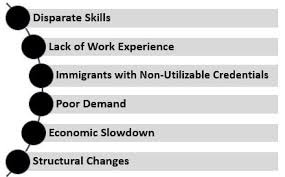 Disparate Skills
Lack of Work Experience
Immigrants with Non-Utilizable Credentials
Poor Demand
Economic Slowdown
Structural Changes